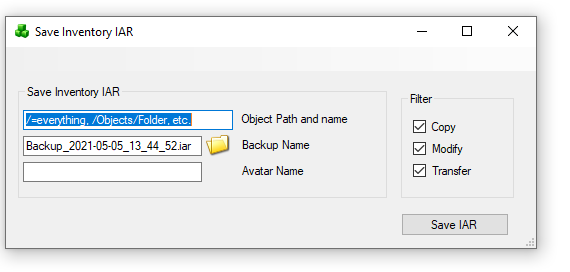 Save Inventory IAR
Save Inventory IAR
/=everything, /Objects/Folder, etc.
Object Path and name
Backup_2021-05-05_13_44_52.iar
Backup Name
Avatar Name
Filter
Copy
Modify
Transfer
Save IAR